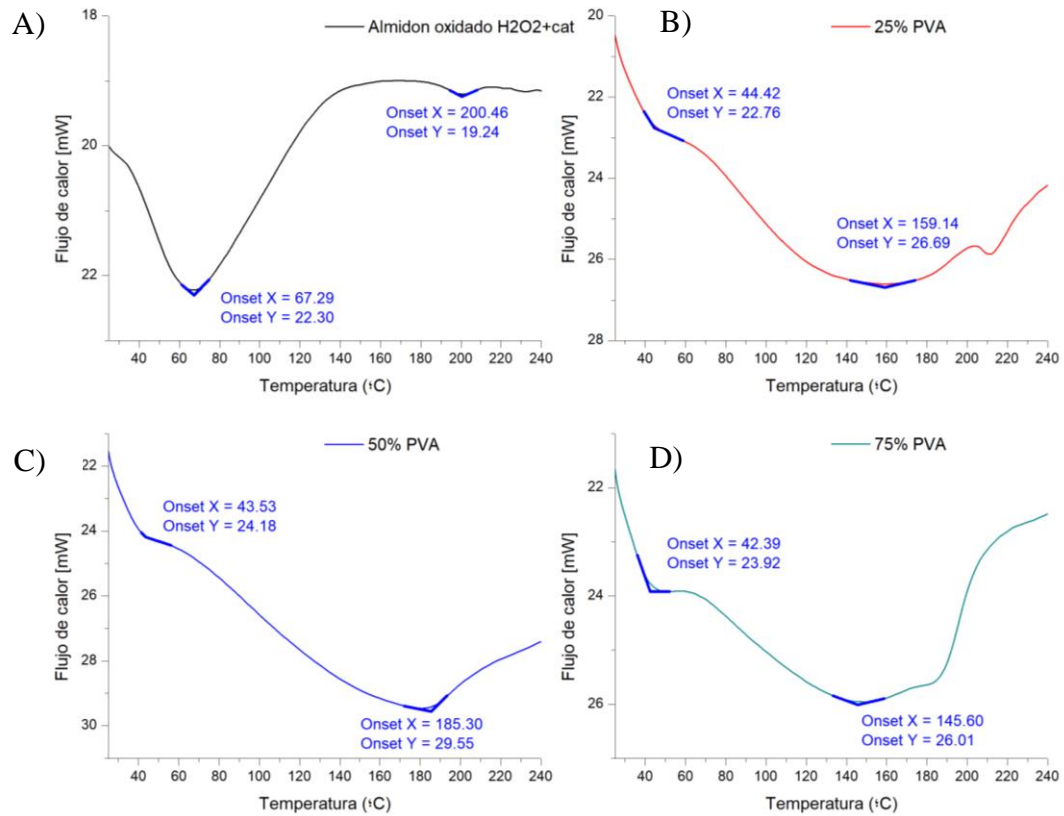 A)
Almidon oxidado H2O2+cat
18
20
22
Flujo de calor [mW]
Onset X = 200.46
Onset Y = 19.24
Onset X = 67.29
Onset Y = 22.30
40 60 80 100 120 140 160 180 200 220 240
Temperatura (°C)
B)
25% PVA
20
22
24
26
28
Flujo de calor [mW]
Onset X = 44.42
Onset Y = 22.76
Onset X = 159.14
Onset Y = 26.69
40 60 80 100 120 140 160 180 200 220 240
Temperatura (°C)
C)
50% PVA
22
24
26
28
30
Flujo de calor [mW]
Onset X = 43.53
Onset Y = 24.18
Onset X = 185.30
Onset Y = 29.55
40 60 80 100 120 140 160 180 200 220 240
Temperatura (°C)
D)
75% PVA
22
24
26
Flujo de calor [mW]
Onset X = 42.39
Onset Y = 23.92
Onset X = 145.60
Onset Y = 26.01
40 60 80 100 120 140 160 180 200 220 240
Temperatura (°C)